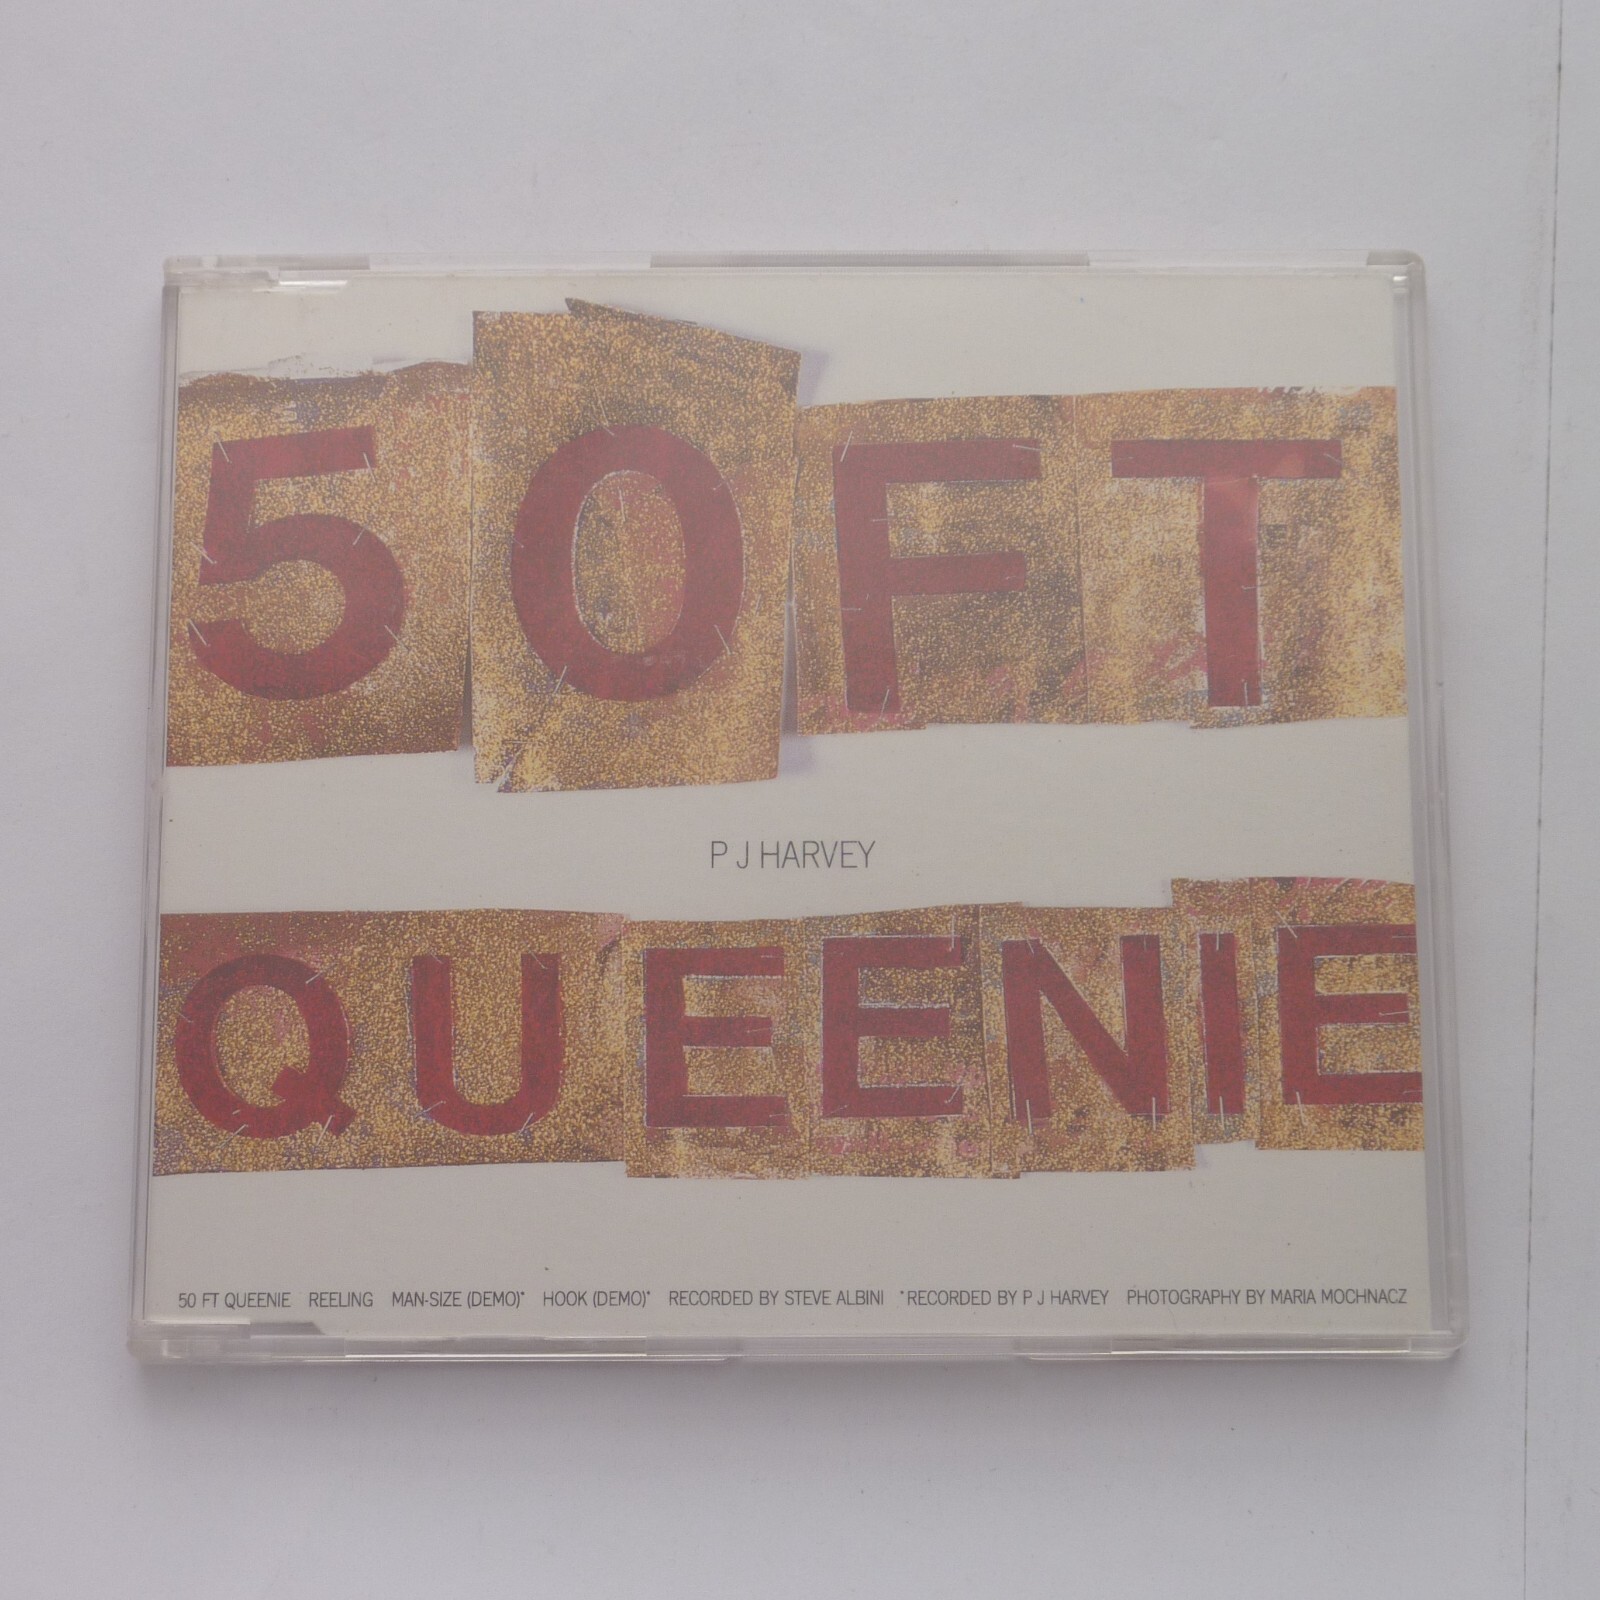 50FT
P J HARVEY
QUEENIE
50 FT QUEENIE REELING MAN-SIZE (DEMO)* HOOK (DEMO)* RECORDED BY STEVE ALBINI *RECORDED BY P J HARVEY PHOTOGRAPHY BY MARIA MOCHNACZ